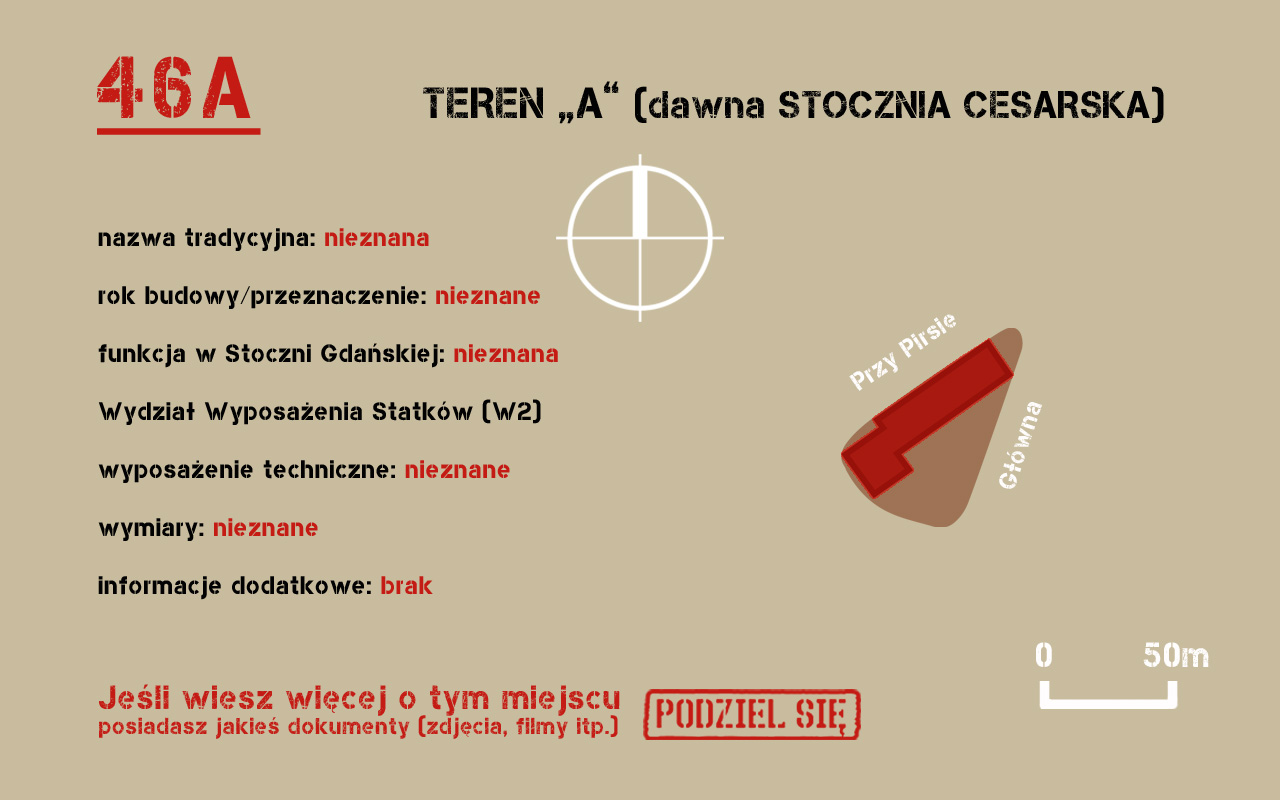 46A
TEREN „A“ (dawna STOCZNIA CESARSKA)
nazwa tradycyjna: nieznana
rok budowy/przeznaczenie: nieznane
funkcja w Stoczni Gdańskiej: nieznana
Wydział Wyposażenia Statków (W2)
wyposażenie techniczne: nieznane
wymiary: nieznane
informacje dodatkowe: brak
Przy Pirsie
Główna
0 50m
Jeśli wiesz więcej o tym miejscu
posiadasz jakieś dokumenty (zdjęcia, filmy itp.)
PODZIEL SIĘ